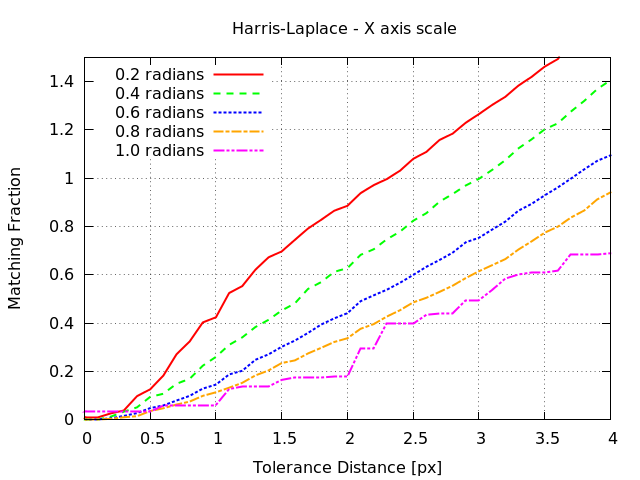 Harris-Laplace - X axis scale
0.2 radians
0.4 radians
0.6 radians
0.8 radians
1.0 radians
1.4
1.2
1
0.8
0.6
0.4
0.2
0
Matching Fraction
0 0.5 1 1.5 2 2.5 3 3.5 4
Tolerance Distance [px]